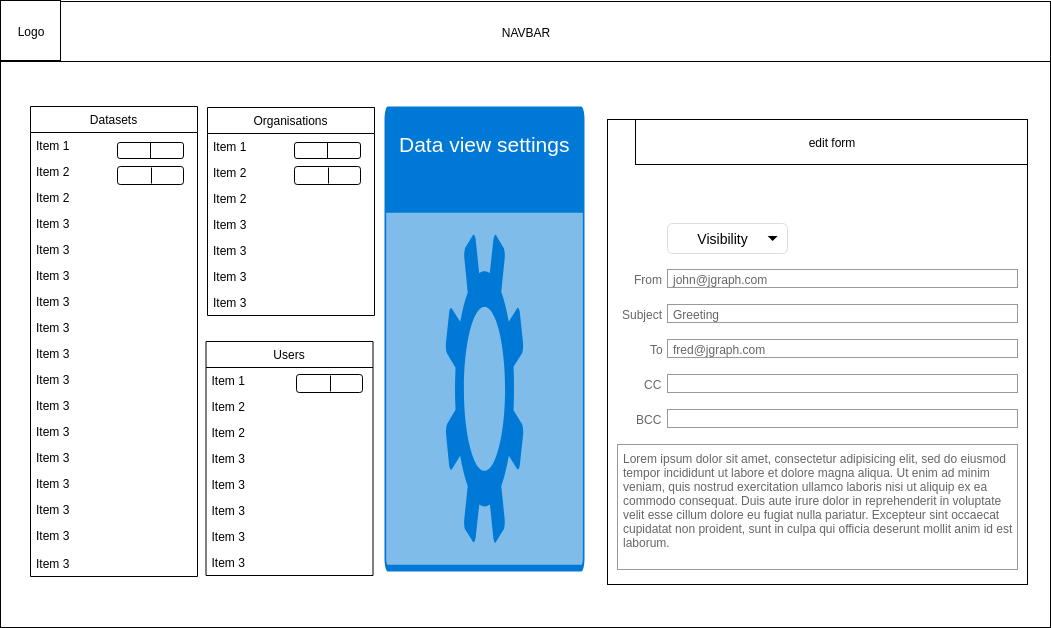 Logo
NAVBAR
Datasets
Item 1
Item 2
Item 2
Item 3
Item 3
Item 3
Item 3
Item 3
Item 3
Item 3
Item 3
Item 3
Item 3
Item 3
Item 3
Item 3
Item 3
Organisations
Item 1
Item 2
Item 2
Item 3
Item 3
Item 3
Item 3
Users
Item 1
Item 2
Item 2
Item 3
Item 3
Item 3
Item 3
Item 3
Data view settings
edit form
Visibility
From john@jgraph.com
Subject Greeting
To fred@jgraph.com
CC
BCC
Lorem ipsum dolor sit amet, consectetur adipisicing elit, sed do eiusmod
tempor incididunt ut labore et dolore magna aliqua. Ut enim ad minim
veniam, quis nostrud exercitation ullamco laboris nisi ut aliquip ex ea
commodo consequat. Duis aute irure dolor in reprehenderit in voluptate
velit esse cillum dolore eu fugiat nulla pariatur. Excepteur sint occaecat
cupidatat non proident, sunt in culpa qui officia deserunt mollit anim id est
laborum.